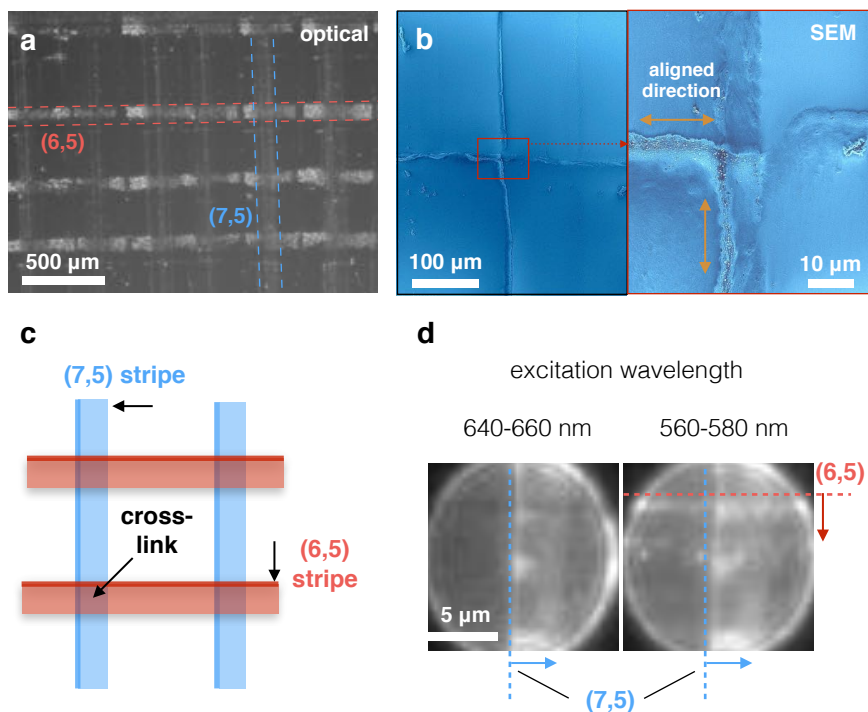 a
optical
(6,5)
(7,5)
500 μm
b
SEM
aligned
direction
100 μm
10 μm
c
(7,5) stripe
cross-
link
(6,5)
stripe
d
excitation wavelength
640-660 nm
560-580 nm
(6,5)
5 μm
(7,5)